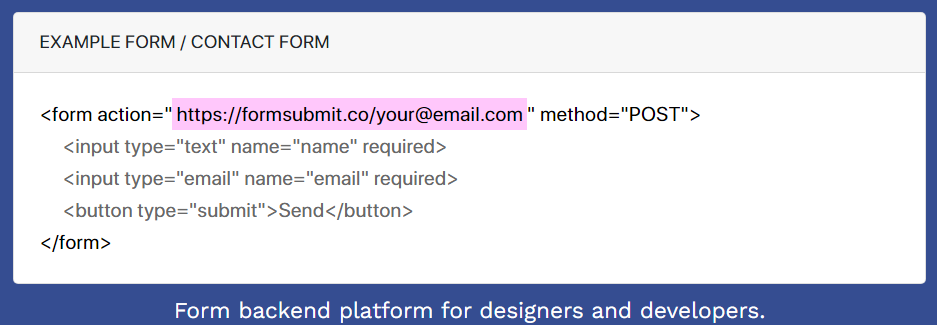 EXAMPLE FORM / CONTACT FORM
<form action="https://formsubmit.co/your@email.com" method="POST">
<input type="text" name="name" required>
<input type="email" name="email" required>
<button type="submit">Send</button>
</form>
Form backend platform for designers and developers.